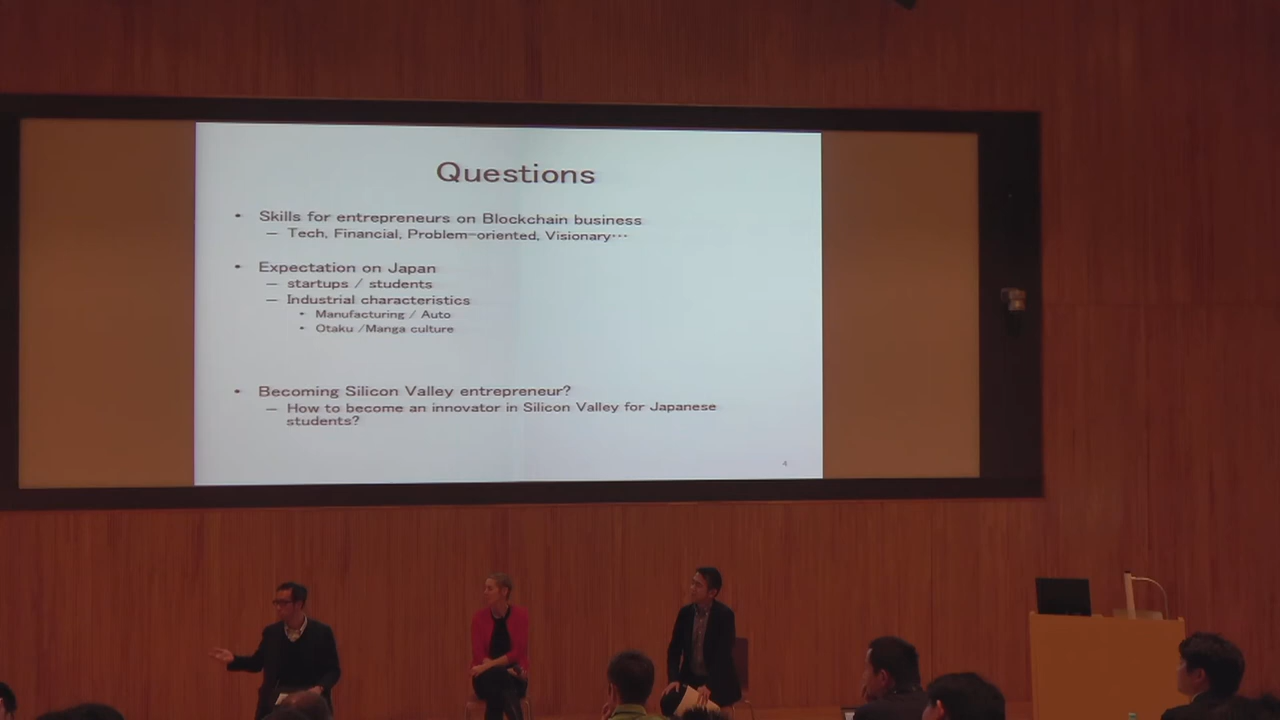 Questions
• Skills for entrepreneurs on Blockchain business
– Tech, Financial, Problem-oriented, Visionary…
• Expectation on Japan
– startups / students
– Industrial characteristics
• Manufacturing / Auto
• Otaku /Manga culture
• Becoming Silicon Valley entrepreneur?
– How to become an innovator in Silicon Valley for Japanese
students?
4